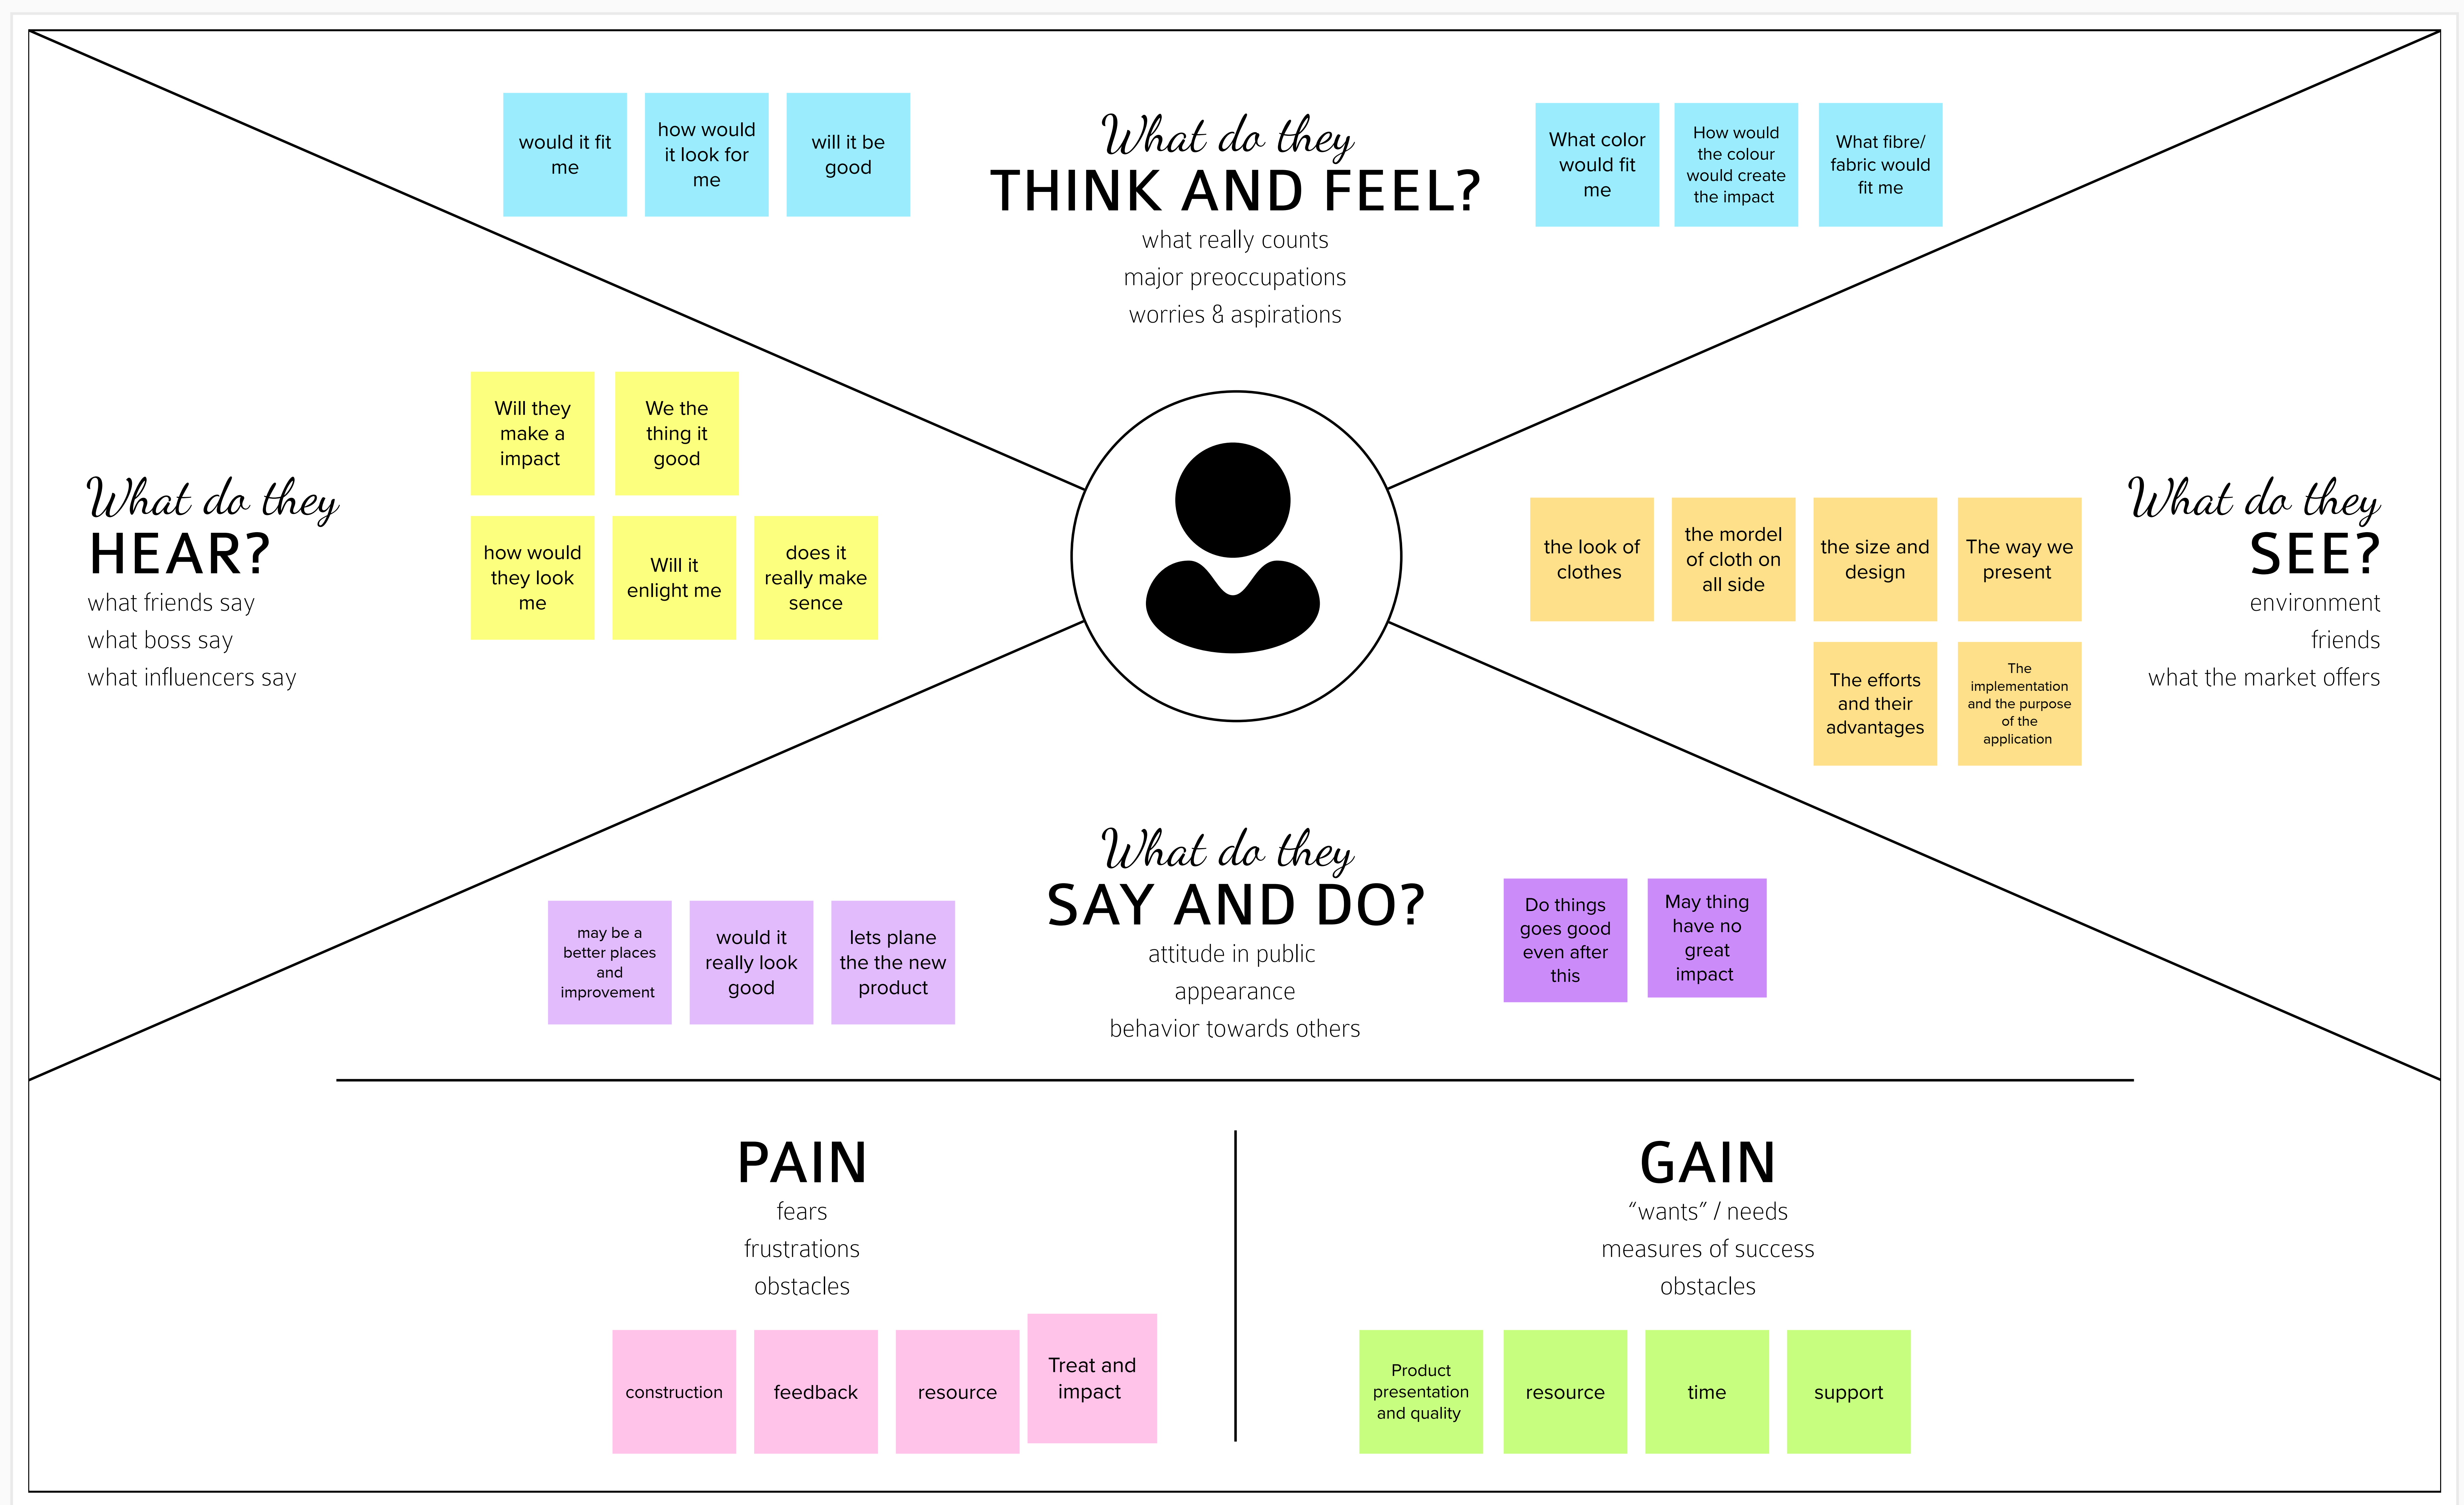 What do they
THINK AND FEEL?
what really counts
major preoccupations
worries & aspirations
would it fit
me
how would
it look for
me
will it be
good
What color
would fit
me
How would
the colour
would create
the impact
What fibre/
fabric would
fit me
What do they
HEAR?
what friends say
what boss say
what influencers say
Will they
make a
impact
We the
thing it
good
how would
they look
me
Will it
enlight me
does it
really make
sence
What do they
SEE?
environment
friends
what the market offers
the look of
clothes
the mordel
of cloth on
all side
the size and
design
The way we
present
The efforts
and their
advantages
The
implementation
and the purpose
of the
application
What do they
SAY AND DO?
attitude in public
appearance
behavior towards others
may be a
better places
and
improvement
would it
really look
good
lets plane
the the new
product
Do things
goes good
even after
this
May thing
have no
great
impact
PAIN
fears
frustrations
obstacles
construction
feedback
resource
Treat and
impact
GAIN
“wants” / needs
measures of success
obstacles
Product
presentation
and quality
resource
time
support